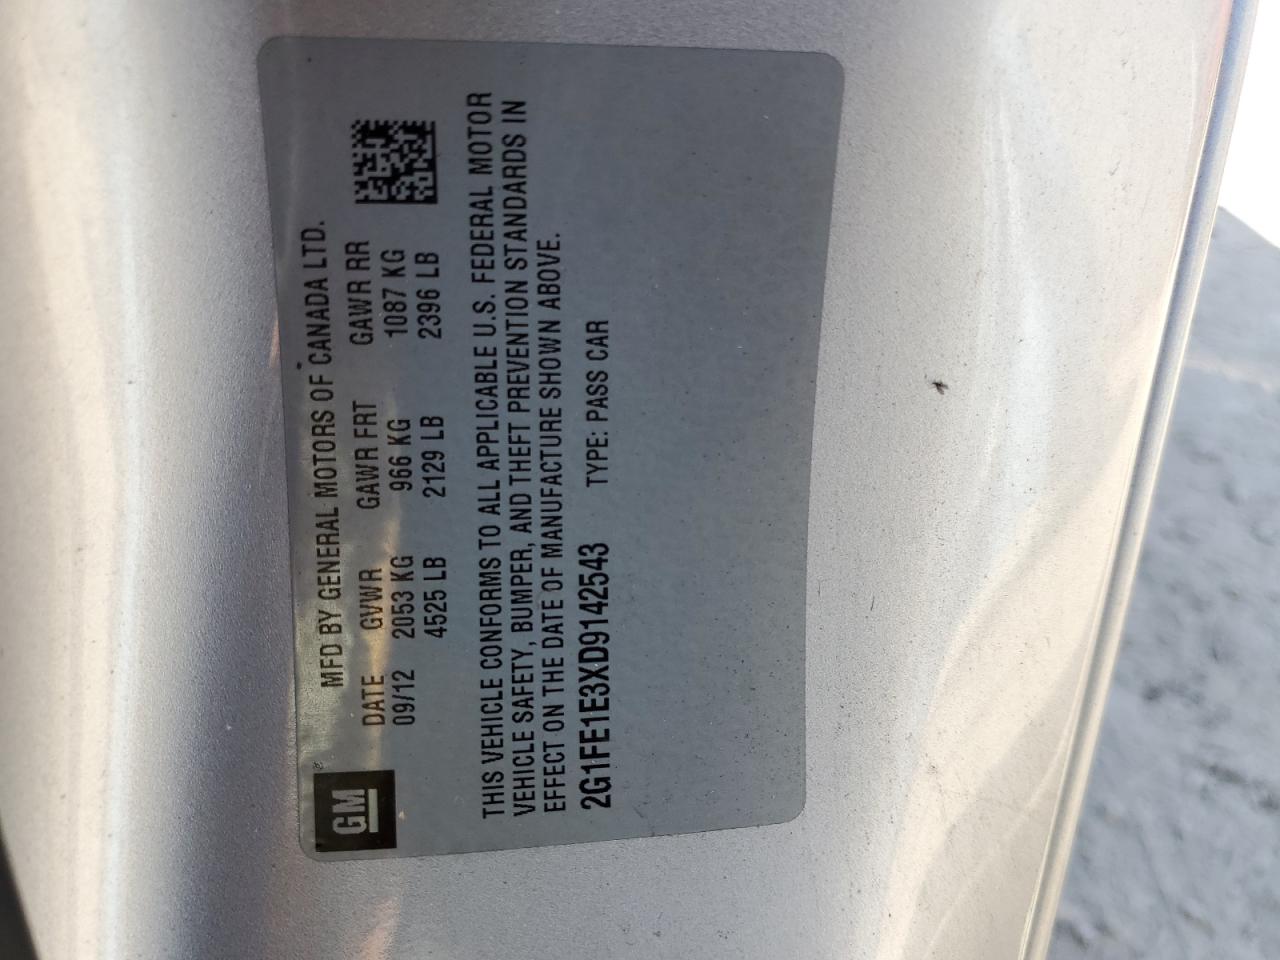 GM
MFD BY GENERAL MOTORS OF CANADA LTD.
DATE GVWR GAWR FRT GAWR RR
09/12 2053 KG 966 KG 1087 KG
4525 LB 2129 LB 2396 LB
THIS VEHICLE CONFORMS TO ALL APPLICABLE U.S. FEDERAL MOTOR
VEHICLE SAFETY, BUMPER, AND THEFT PREVENTION STANDARDS IN
EFFECT ON THE DATE OF MANUFACTURE SHOWN ABOVE.
2G1FE1E3XD9142543 TYPE: PASS CAR